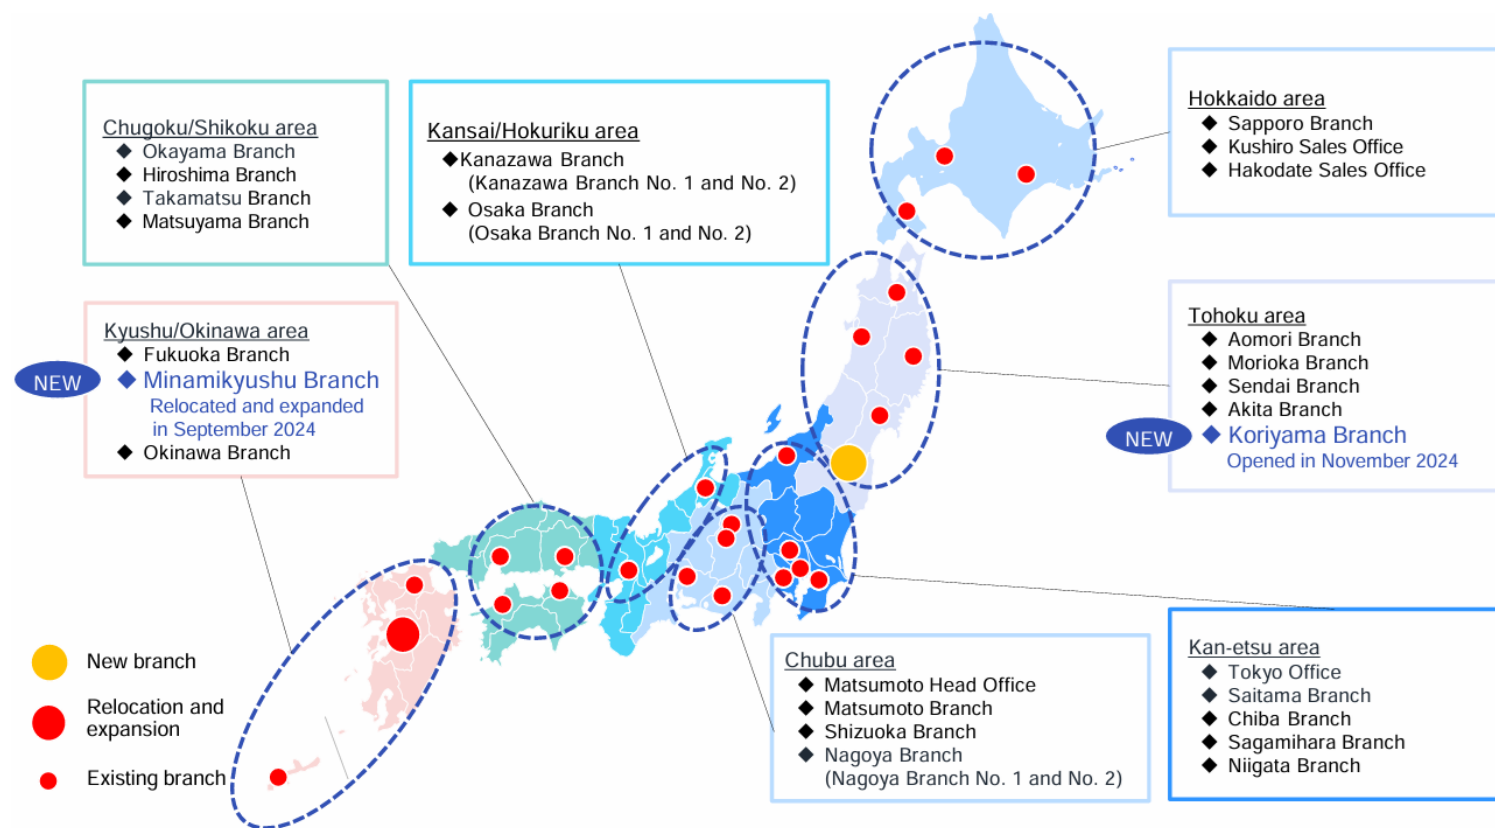 Chugoku/Shikoku area
◆ Okayama Branch
◆ Hiroshima Branch
◆ Takamatsu Branch
◆ Matsuyama Branch
Kansai/Hokuriku area
◆Kanazawa Branch
(Kanazawa Branch No. 1 and No. 2)
◆ Osaka Branch
(Osaka Branch No. 1 and No. 2)
Hokkaido area
◆ Sapporo Branch
◆ Kushiro Sales Office
◆ Hakodate Sales Office
Kyushu/Okinawa area
◆ Fukuoka Branch
NEW
◆ Minamikyushu Branch
Relocated and expanded
in September 2024
◆ Okinawa Branch
Tohoku area
◆ Aomori Branch
◆ Morioka Branch
◆ Sendai Branch
◆ Akita Branch
NEW
◆ Koriyama Branch
Opened in November 2024
New branch
Relocation and
expansion
Existing branch
Chubu area
◆ Matsumoto Head Office
◆ Matsumoto Branch
◆ Shizuoka Branch
◆ Nagoya Branch
(Nagoya Branch No. 1 and No. 2)
Kan-etsu area
◆ Tokyo Office
◆ Saitama Branch
◆ Chiba Branch
◆ Sagamihara Branch
◆ Niigata Branch